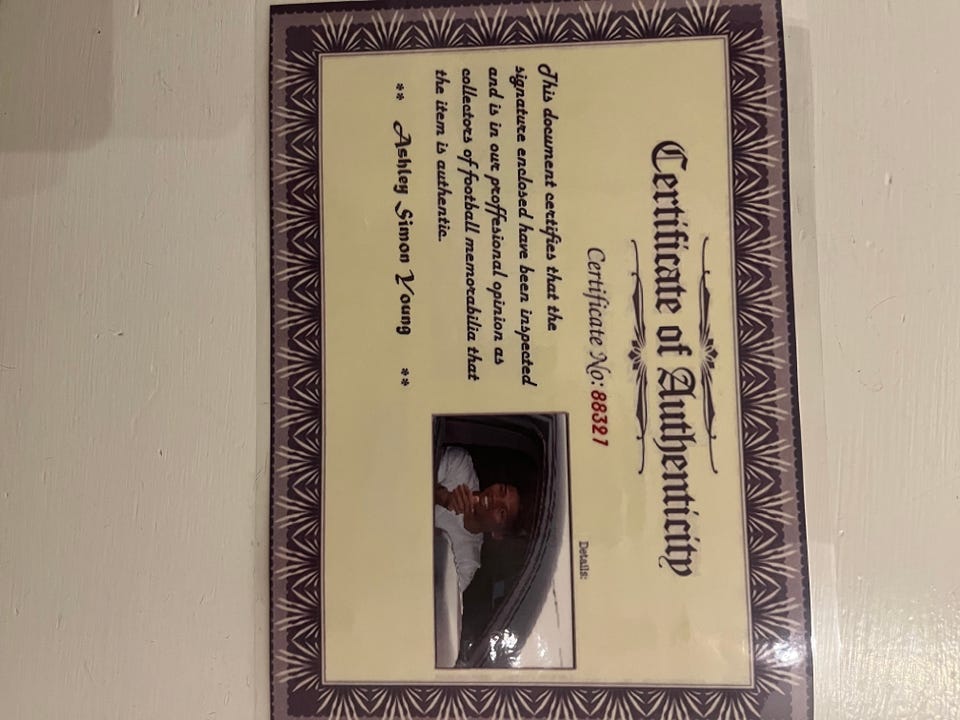 Certificate of Authenticity
Certificate No: 88321
Details:
This document certifies that the
signature enclosed have been inspected
and is in our proffesional opinion as
collectors of football memorabilia that
the item is authentic.
** Ashley Simon Young **